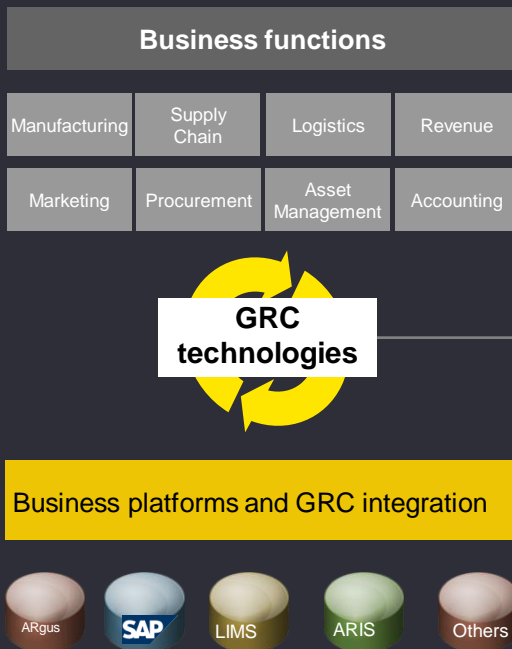 Business functions
Manufacturing
Supply
Chain
Logistics
Revenue
Marketing
Procurement
Asset
Management
Accounting
GRC
technologies
Business platforms and GRC integration
ARgus
SAP
LIMS
ARIS
Others